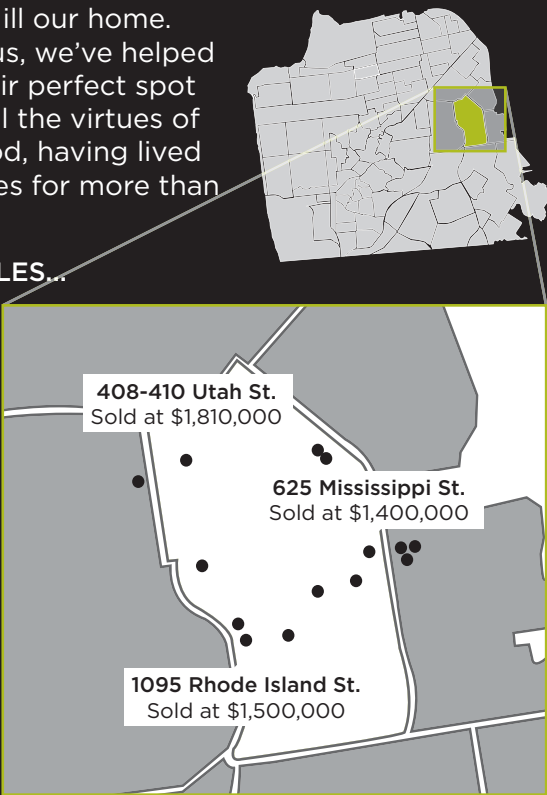 ill our home.
us, we've helped
ir perfect spot
l the virtues of
od, having lived
es for more than
LES...
408-410 Utah St.
Sold at $1,810,000
625 Mississippi St.
Sold at $1,400,000
1095 Rhode Island St.
Sold at $1,500,000